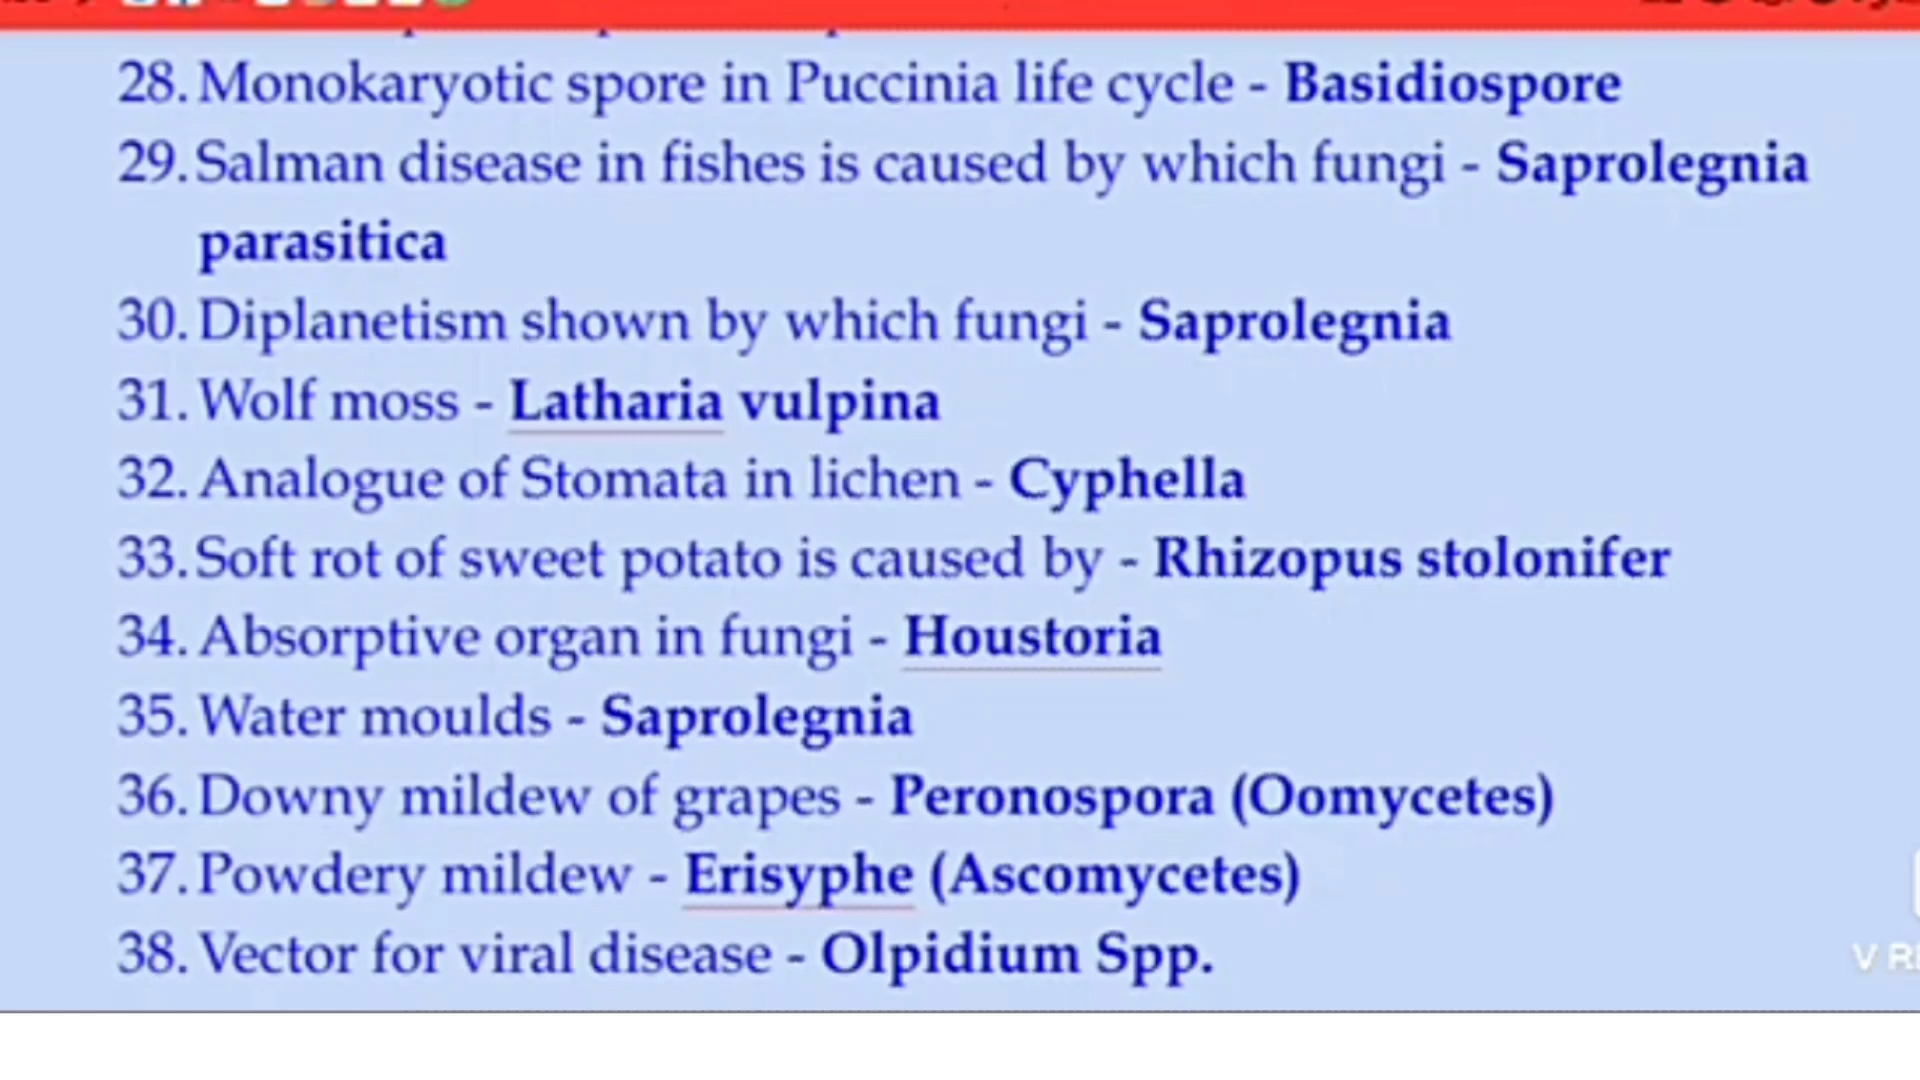 28. Monokaryotic spore in Puccinia life cycle - Basidiospore
29. Salman disease in fishes is caused by which fungi - Saprolegnia
parasitica
30. Diplanetism shown by which fungi - Saprolegnia
31. Wolf moss - Latharia vulpina
32. Analogue of Stomata in lichen - Cyphella
33. Soft rot of sweet potato is caused by - Rhizopus stolonifer
34. Absorptive organ in fungi - Houstoria
35. Water moulds - Saprolegnia
36. Downy mildew of grapes - Peronospora (Oomycetes)
37. Powdery mildew - Erisyphe (Ascomycetes)
38. Vector for viral disease - Olpidium Spp.